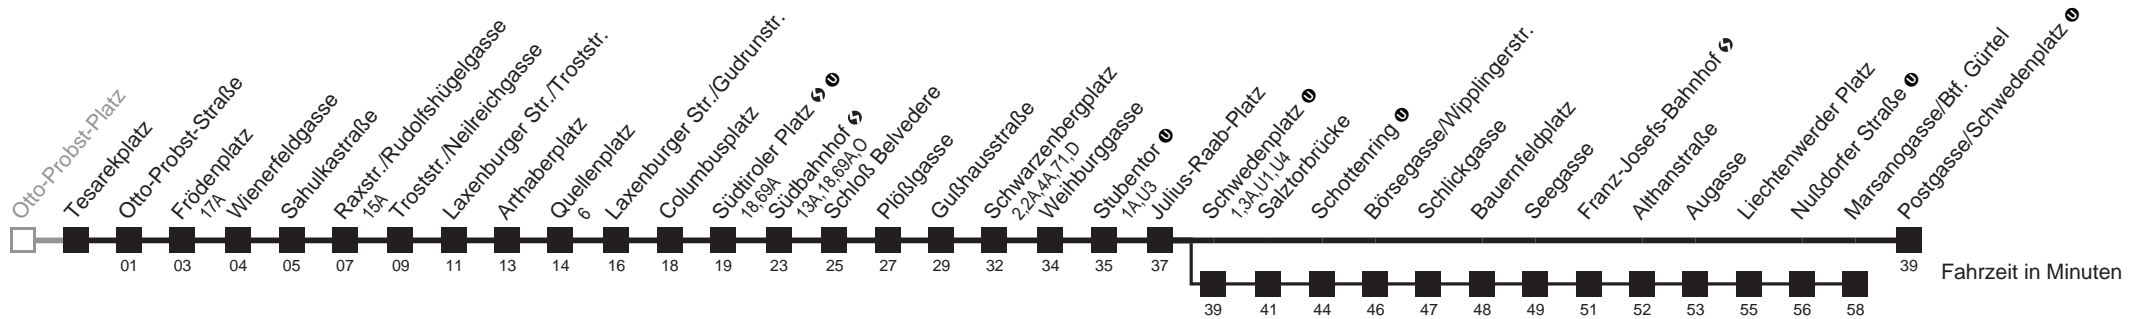 Otto-Probst-Platz
Tesarekplatz
Otto-Probst-Straße
Frödenplatz
17A
Wienerfeldgasse
Sahulkastraße
Raxstr./Rudolfshügelgasse
15A
Troststr./Neilreichgasse
Laxenburger Str./Troststr.
Arthaberplatz
Quellenplatz
6
Laxenburger Str./Gudrunstr.
Columbusplatz
Südtiroler Platz S U
18,69A
Südbahnhof S
13A,18,69A,O
Schloß Belvedere
Plößlgasse
Gußhausstraße
Schwarzenbergplatz
2,2A,4A,71,D
Weihburggasse
Stubentor U
1A,U3
Julius-Raab-Platz
Schwedenplatz U
1,3A,U1,U4
Salztorbrücke
Schottenring U
Börsegasse/Wipplingerstr.
Schlickgasse
Bauernfeldplatz
Seegasse
Franz-Josefs-Bahnhof S
Althanstraße
Augasse
Liechtenwerder Platz
Nußdorfer Straße U
Marsanogasse/Btf. Gürtel
Postgasse/Schwedenplatz U
01 03 04 05 07 09 11 13 14 16 18 19 23 25 27 29 32 34 35 37 39
Fahrzeit in Minuten
39 41 44 46 47 48 49 51 52 53 55 56 58